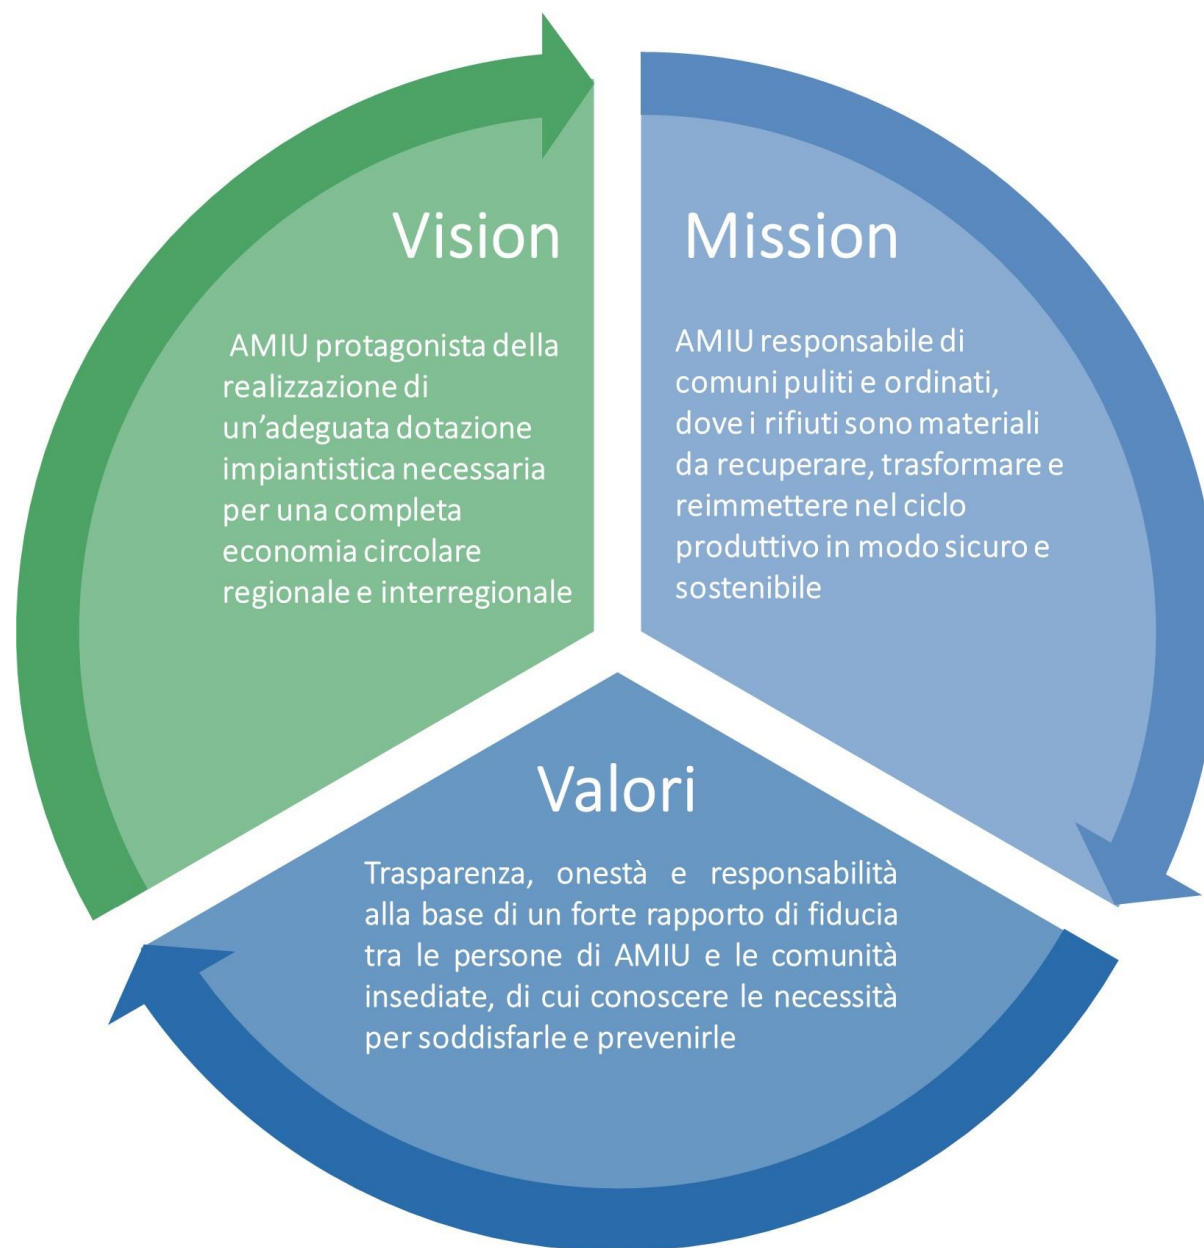 Vision
AMIU protagonista della
realizzazione di
un’adeguata dotazione
impiantistica necessaria
per una completa
economia circolare
regionale e interregionale
Mission
AMIU responsabile di
comuni puliti e ordinati,
dove i rifiuti sono materiali
da recuperare, trasformare e
reimmettere nel ciclo
produttivo in modo sicuro e
sostenibile
Valori
Trasparenza, onestà e responsabilità
alla base di un forte rapporto di fiducia
tra le persone di AMIU e le comunità
insediate, di cui conoscere le necessità
per soddisfarle e prevenirle